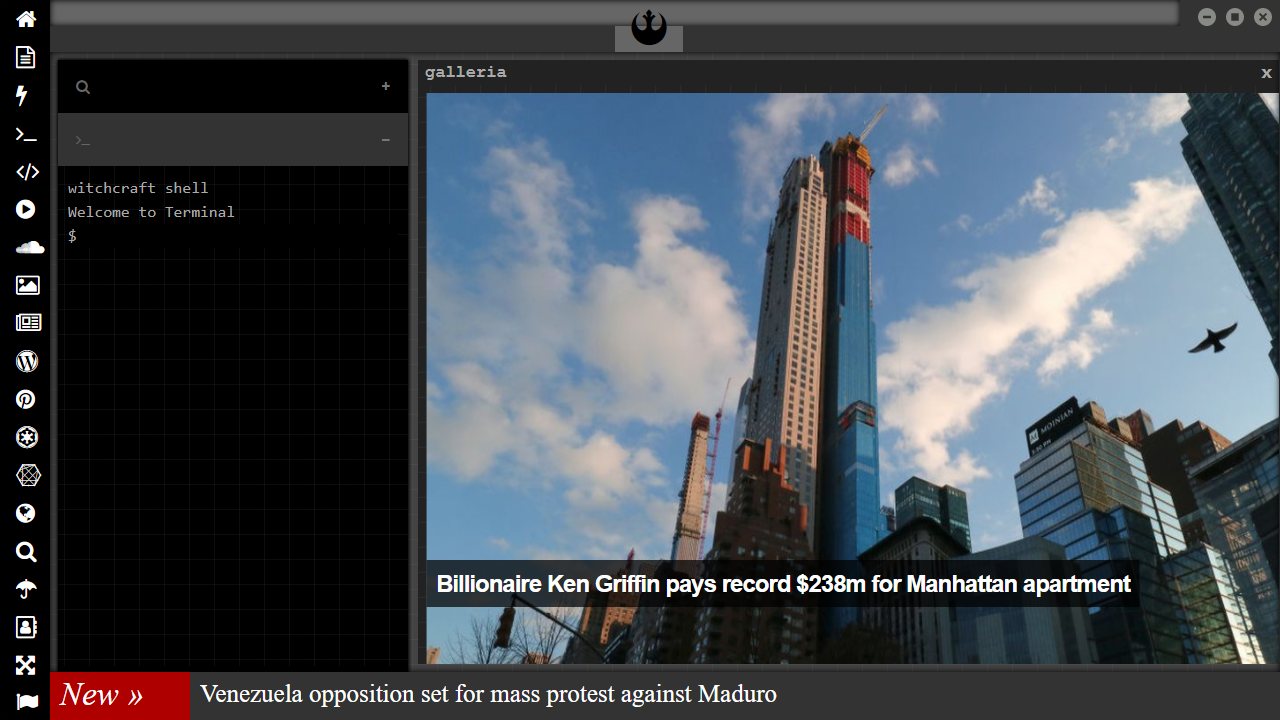 galleria
x
+
>_
−
witchcraft shell
Welcome to Terminal
$
MOINIAN
Billionaire Ken Griffin pays record $238m for Manhattan apartment
New »
Venezuela opposition set for mass protest against Maduro